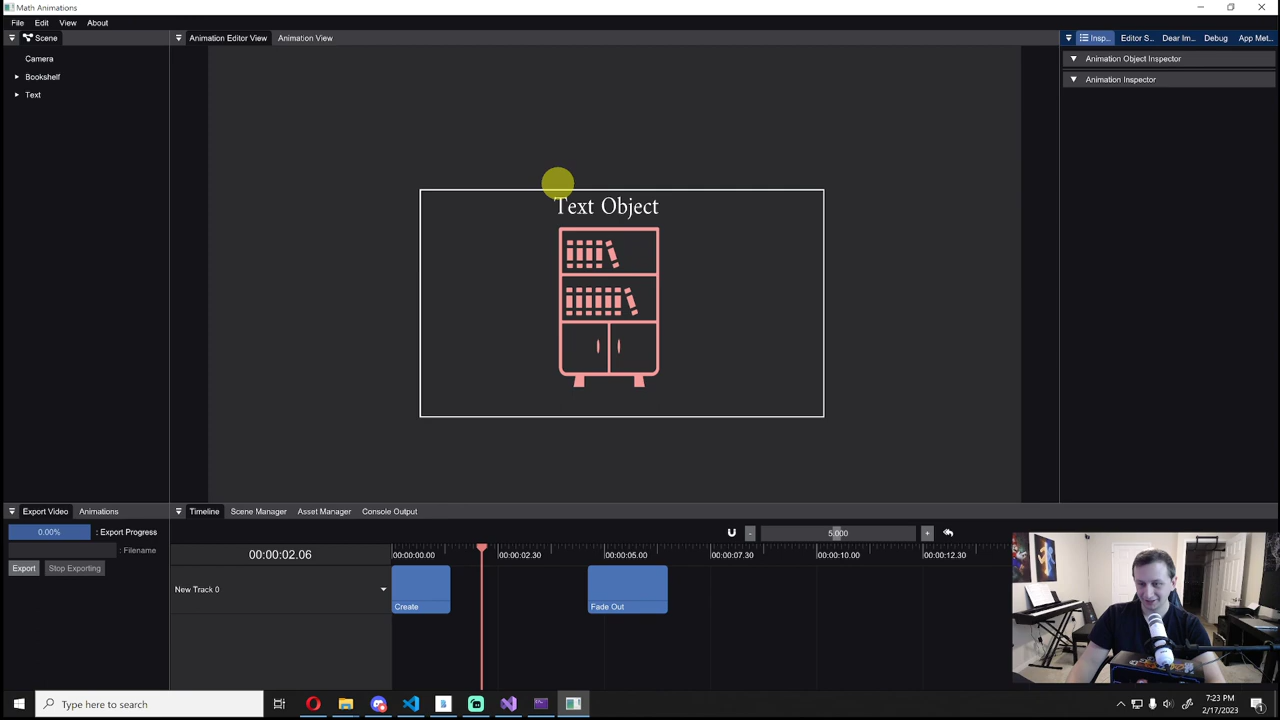 Math Animations
File Edit View About
Scene
Camera
Bookshelf
Text
Animation Editor View Animation View
Text Object
Insp... Editor S... Dear Im... Debug App Met...
Animation Object Inspector
Animation Inspector
Export Video Animations
0.00% : Export Progress
: Filename
Export Stop Exporting
Timeline Scene Manager Asset Manager Console Output
- 5.000 +
00:00:02.06
00:00:00.00 00:00:02.30 00:00:05.00 00:00:07.30 00:00:10.00 00:00:12.30
New Track 0
Create
Fade Out
Type here to search
7:23 PM
2/17/2023
1